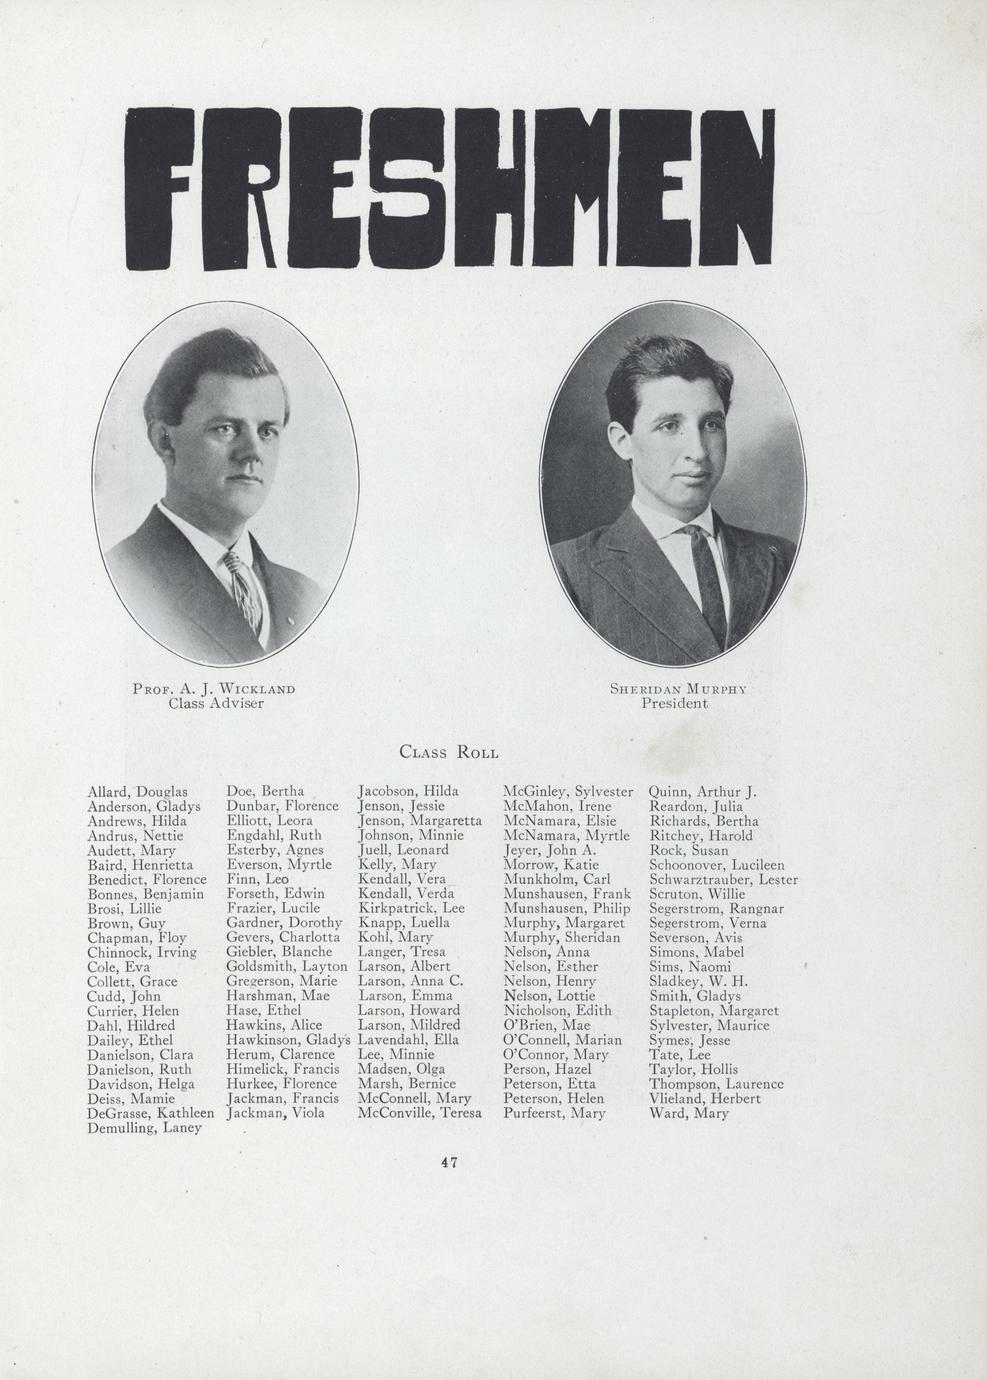 FRESHMEN
PROF. A. J. WICKLAND
Class Adviser
SHERIDAN MURPHY
President
CLASS ROLL
Allard, Douglas
Anderson, Gladys
Andrews, Hilda
Andrus, Nettie
Audett, Mary
Baird, Henrietta
Benedict, Florence
Bonnes, Benjamin
Brosi, Lillie
Brown, Guy
Chapman, Floy
Chinnock, Irving
Cole, Eva
Collett, Grace
Cudd, John
Currier, Helen
Dahl, Hildred
Dailey, Ethel
Danielson, Clara
Danielson, Ruth
Davidson, Helga
Deiss, Mamie
DeGrasse, Kathleen
Demulling, Laney
Doe, Bertha
Dunbar, Florence
Elliott, Leora
Engdahl, Ruth
Esterby, Agnes
Everson, Myrtle
Finn, Leo
Forseth, Edwin
Frazier, Lucile
Gardner, Dorothy
Gevers, Charlotta
Giebler, Blanche
Goldsmith, Layton
Gregerson, Marie
Harshman, Mae
Hase, Ethel
Hawkins, Alice
Hawkinson, Gladys
Herum, Clarence
Himelick, Francis
Hurkee, Florence
Jackman, Francis
Jackman, Viola
Jacobson, Hilda
Jenson, Jessie
Jenson, Margaretta
Johnson, Minnie
Juell, Leonard
Kelly, Mary
Kendall, Vera
Kendall, Verda
Kirkpatrick, Lee
Knapp, Luella
Kohl, Mary
Langer, Tresa
Larson, Albert
Larson, Anna C.
Larson, Emma
Larson, Howard
Larson, Mildred
Lavendahl, Ella
Lee, Minnie
Madsen, Olga
Marsh, Bernice
McConnell, Mary
McConville, Teresa
McGinley, Sylvester
McMahon, Irene
McNamara, Elsie
McNamara, Myrtle
Jeyer, John A.
Morrow, Katie
Munkholm, Carl
Munshausen, Frank
Munshausen, Philip
Murphy, Margaret
Murphy, Sheridan
Nelson, Anna
Nelson, Esther
Nelson, Henry
Nelson, Lottie
Nicholson, Edith
O'Brien, Mae
O'Connell, Marian
O'Connor, Mary
Person, Hazel
Peterson, Etta
Peterson, Helen
Purfeerst, Mary
Quinn, Arthur J.
Reardon, Julia
Richards, Bertha
Ritchey, Harold
Rock, Susan
Schoonover, Lucileen
Schwarztrauber, Lester
Scruton, Willie
Segerstrom, Rangnar
Segerstrom, Verna
Severson, Avis
Simons, Mabel
Sims, Naomi
Sladkey, W. H.
Smith, Gladys
Stapleton, Margaret
Sylvester, Maurice
Symes, Jesse
Tate, Lee
Taylor, Hollis
Thompson, Laurence
Vlieland, Herbert
Ward, Mary
47